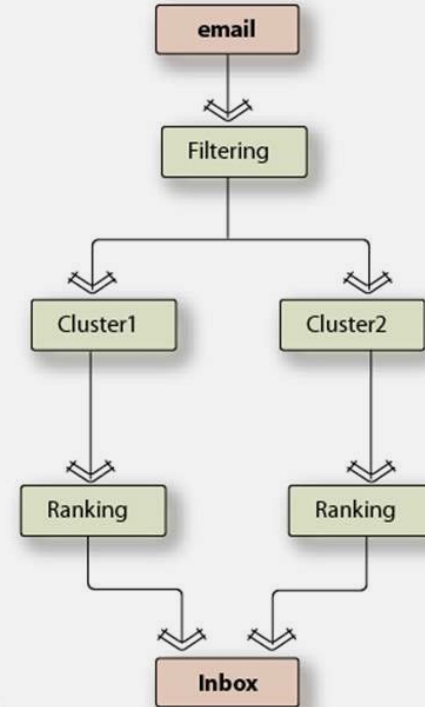 email
Filtering
Cluster1
Cluster2
Ranking
Ranking
Inbox